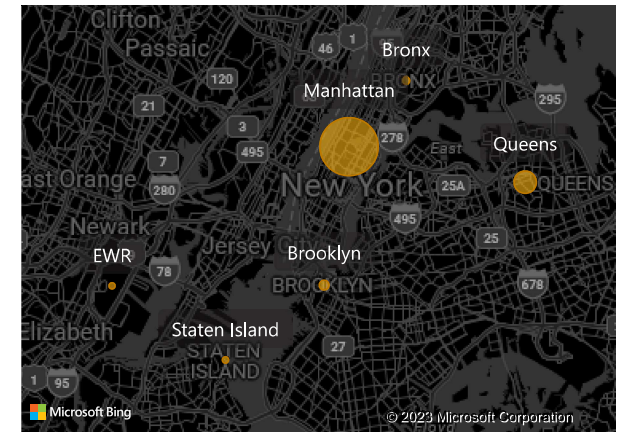 Clifton
Passaic
46
1
Bronx
BRONX
120
Manhattan
21
295
3
278
495
East
Queens
7
ast Orange
280
New York
25A
QUEENS
Newark
495
Jersey
25
EWR
78
Brooklyn
BROOKLYN
678
Elizabeth
Staten Island
STATEN
ISLAND
27
1
95
Microsoft Bing
© 2023 Microsoft Corporation